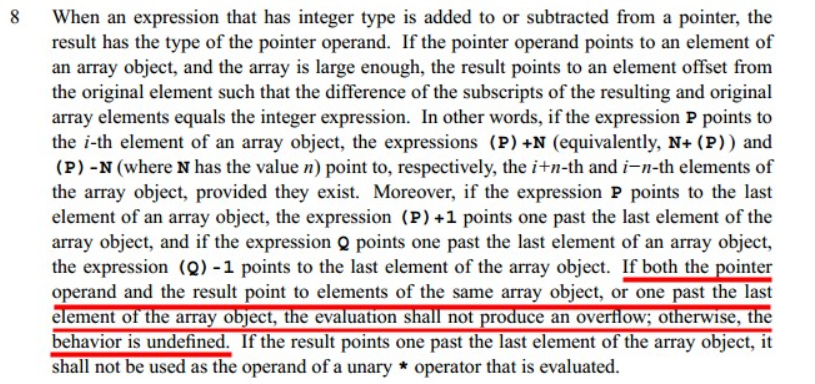 8 When an expression that has integer type is added to or subtracted from a pointer, the
result has the type of the pointer operand. If the pointer operand points to an element of
an array object, and the array is large enough, the result points to an element offset from
the original element such that the difference of the subscripts of the resulting and original
array elements equals the integer expression. In other words, if the expression P points to
the i-th element of an array object, the expressions (P)+N (equivalently, N+(P)) and
(P)-N (where N has the value n) point to, respectively, the i+n-th and i−n-th elements of
the array object, provided they exist. Moreover, if the expression P points to the last
element of an array object, the expression (P)+1 points one past the last element of the
array object, and if the expression Q points one past the last element of an array object,
the expression (Q)-1 points to the last element of the array object. If both the pointer
operand and the result point to elements of the same array object, or one past the last
element of the array object, the evaluation shall not produce an overflow; otherwise, the
behavior is undefined. If the result points one past the last element of the array object, it
shall not be used as the operand of a unary * operator that is evaluated.